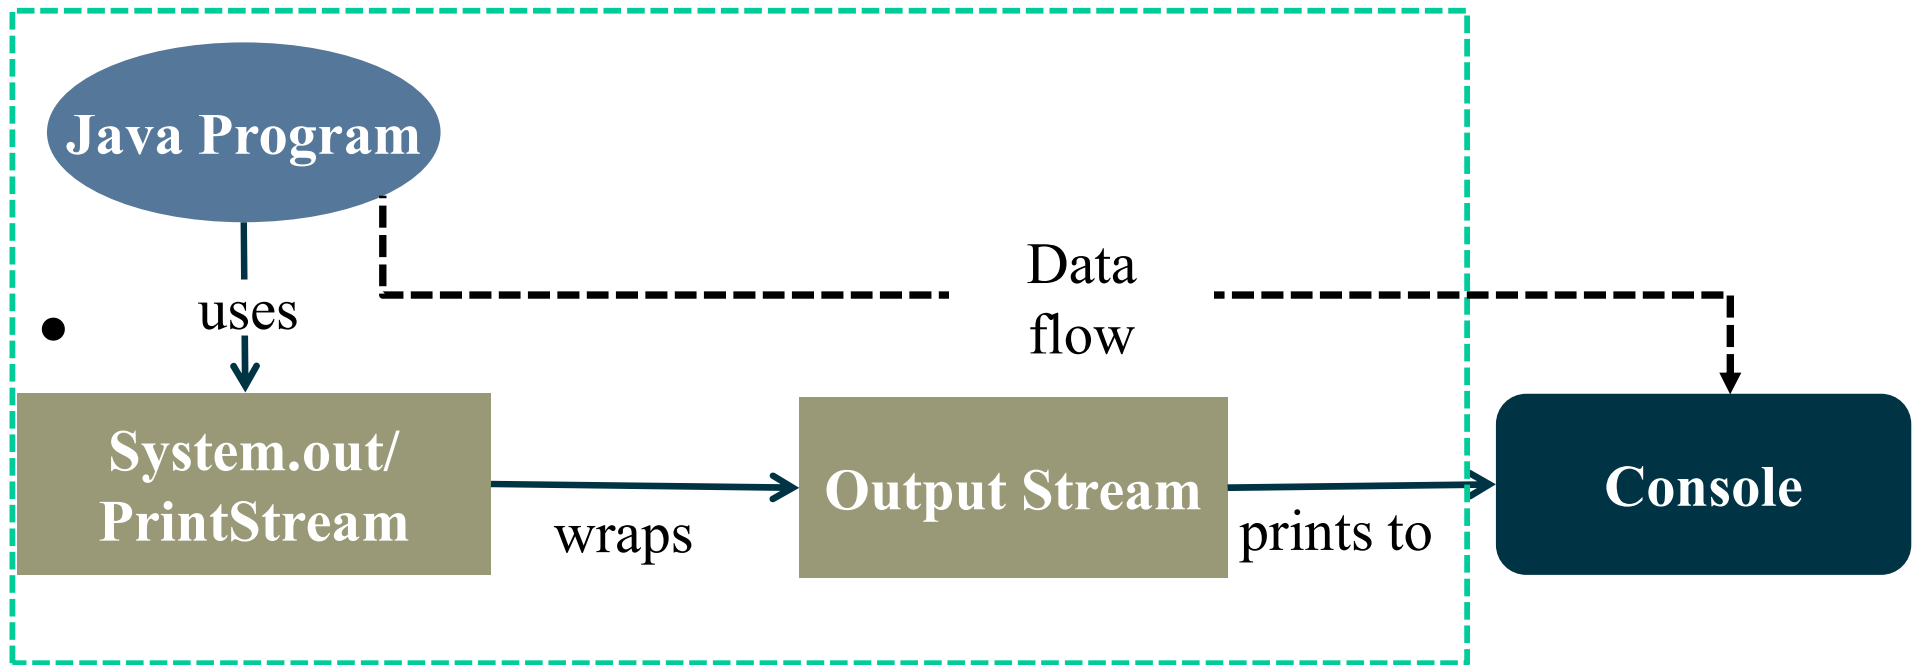 Java Program
Data
flow
uses
•
System.out/
PrintStream
wraps
Output Stream
prints to
Console